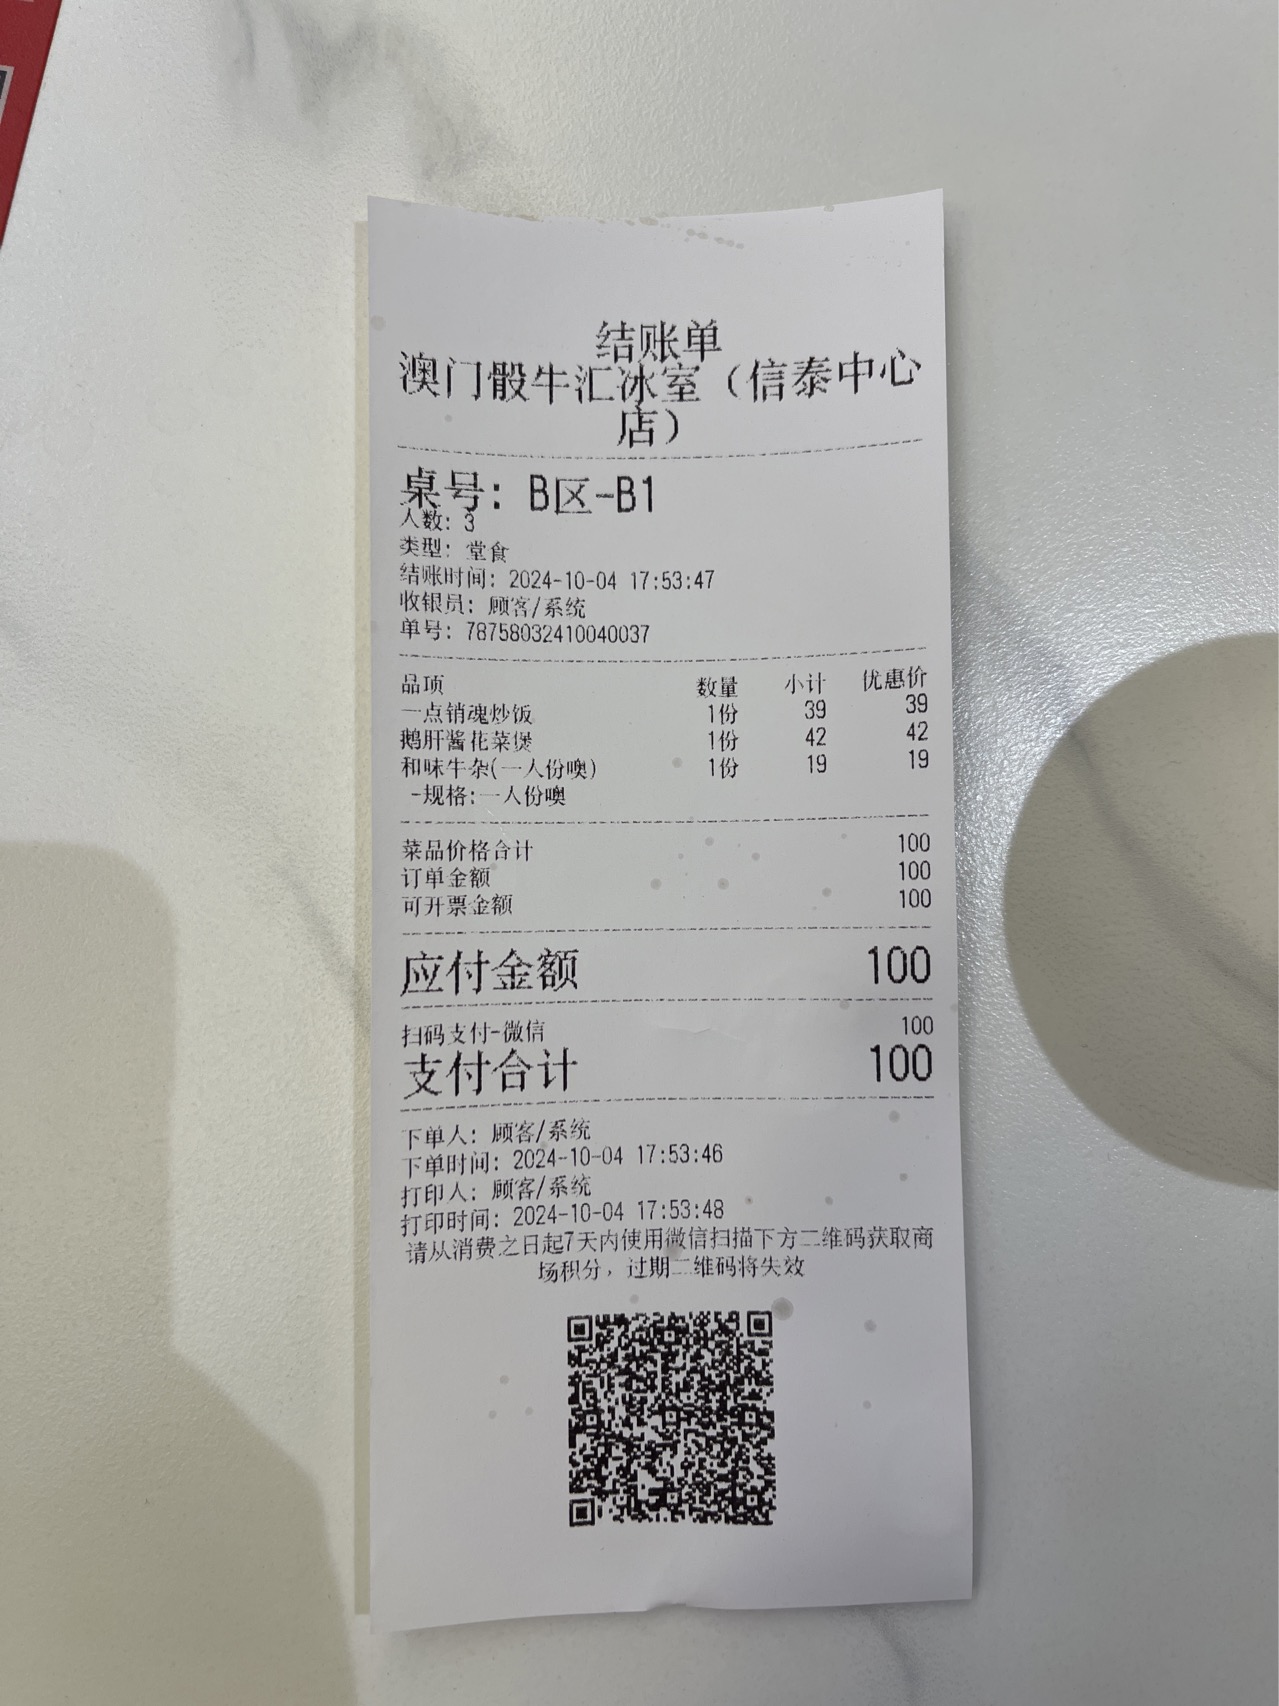 结账单
澳门骰牛汇冰室（信泰中心
店）
桌号：B区-B1
人数：3
类型：堂食
结账时间：2024-10-04 17:53:47
收银员：顾客/系统
单号：78758032410040037
品项 数量 小计 优惠价
一点销魂炒饭 1份 39 39
鹅肝酱花菜煲 1份 42 42
和味牛杂(一人份噢) 1份 19 19
-规格:一人份噢
菜品价格合计 100
订单金额 100
可开票金额 100
应付金额 100
扫码支付-微信 100
支付合计 100
下单人：顾客/系统
下单时间：2024-10-04 17:53:46
打印人：顾客/系统
打印时间：2024-10-04 17:53:48
请从消费之日起7天内使用微信扫描下方二维码获取商
场积分，过期二维码将失效